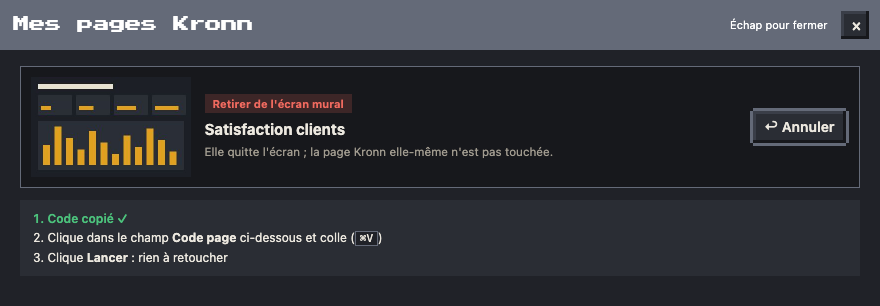 Mes pages Kronn
Échap pour fermer
×
Retirer de l'écran mural
Satisfaction clients
Elle quitte l'écran ; la page Kronn elle-même n'est pas touchée.
↩ Annuler
1. Code copié ✓
2. Clique dans le champ Code page ci-dessous et colle (⌘V)
3. Clique Lancer : rien à retoucher